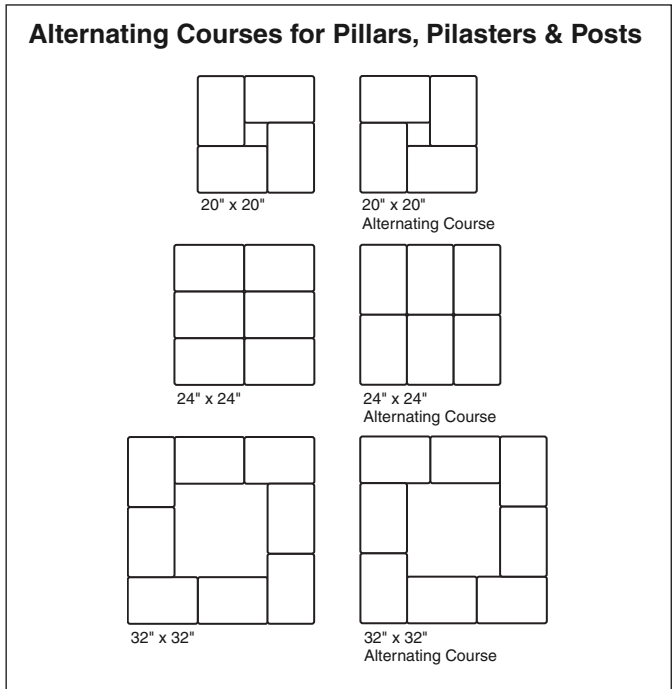 Alternating Courses for Pillars, Pilasters & Posts
20" x 20"
20" x 20"
Alternating Course
24" x 24"
24" x 24"
Alternating Course
32" x 32"
32" x 32"
Alternating Course